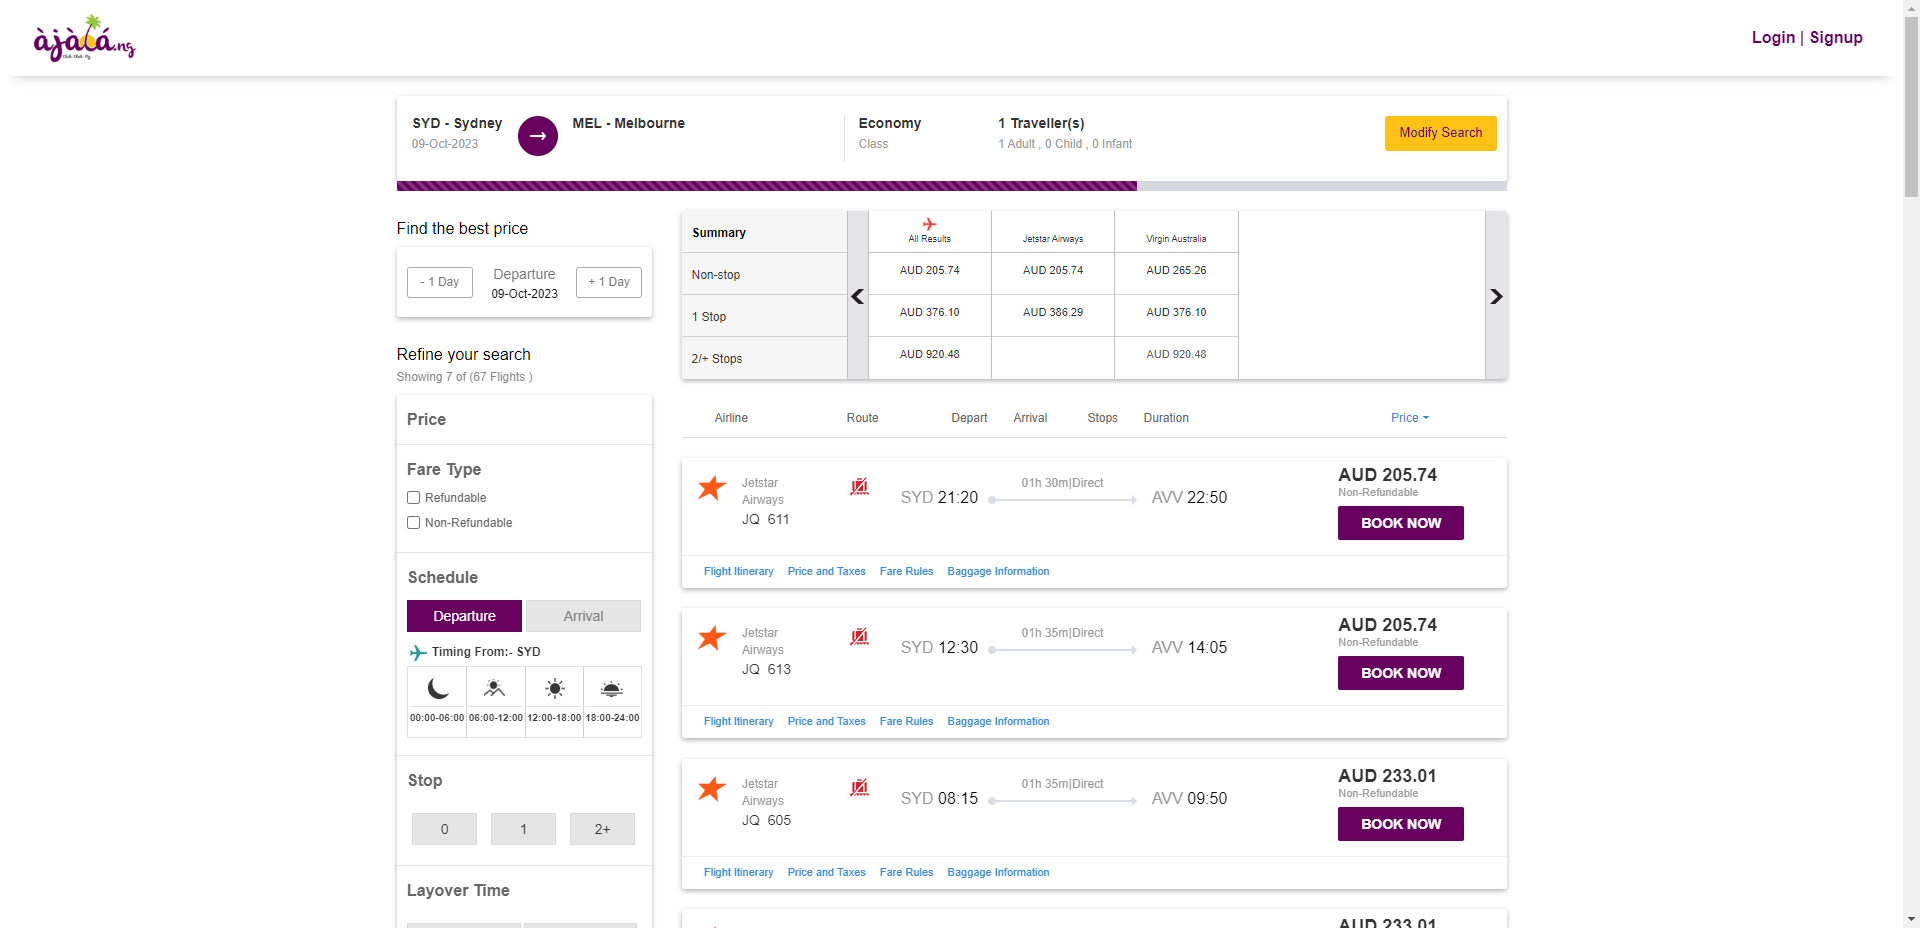 àjàlá.ng
Login | Signup
SYD - Sydney
09-Oct-2023
MEL - Melbourne
Economy
Class
1 Traveller(s)
1 Adult , 0 Child , 0 Infant
Modify Search
Find the best price
- 1 Day
Departure
09-Oct-2023
+ 1 Day
Refine your search
Showing 7 of (67 Flights )
Price
Fare Type
Refundable
Non-Refundable
Schedule
Departure
Arrival
Timing From:- SYD
00:00-06:00 06:00-12:00 12:00-18:00 18:00-24:00
Stop
0 1 2+
Layover Time
Summary
All Results
Jetstar Airways
Virgin Australia
Non-stop
AUD 205.74
AUD 205.74
AUD 265.26
1 Stop
AUD 376.10
AUD 386.29
AUD 376.10
2/+ Stops
AUD 920.48
AUD 920.48
Airline Route Depart Arrival Stops Duration Price
Jetstar
Airways
JQ 611
SYD 21:20
01h 30m|Direct
AVV 22:50
AUD 205.74
Non-Refundable
BOOK NOW
Flight Itinerary Price and Taxes Fare Rules Baggage Information
Jetstar
Airways
JQ 613
SYD 12:30
01h 35m|Direct
AVV 14:05
AUD 205.74
Non-Refundable
BOOK NOW
Flight Itinerary Price and Taxes Fare Rules Baggage Information
Jetstar
Airways
JQ 605
SYD 08:15
01h 35m|Direct
AVV 09:50
AUD 233.01
Non-Refundable
BOOK NOW
Flight Itinerary Price and Taxes Fare Rules Baggage Information
AUD 233.01